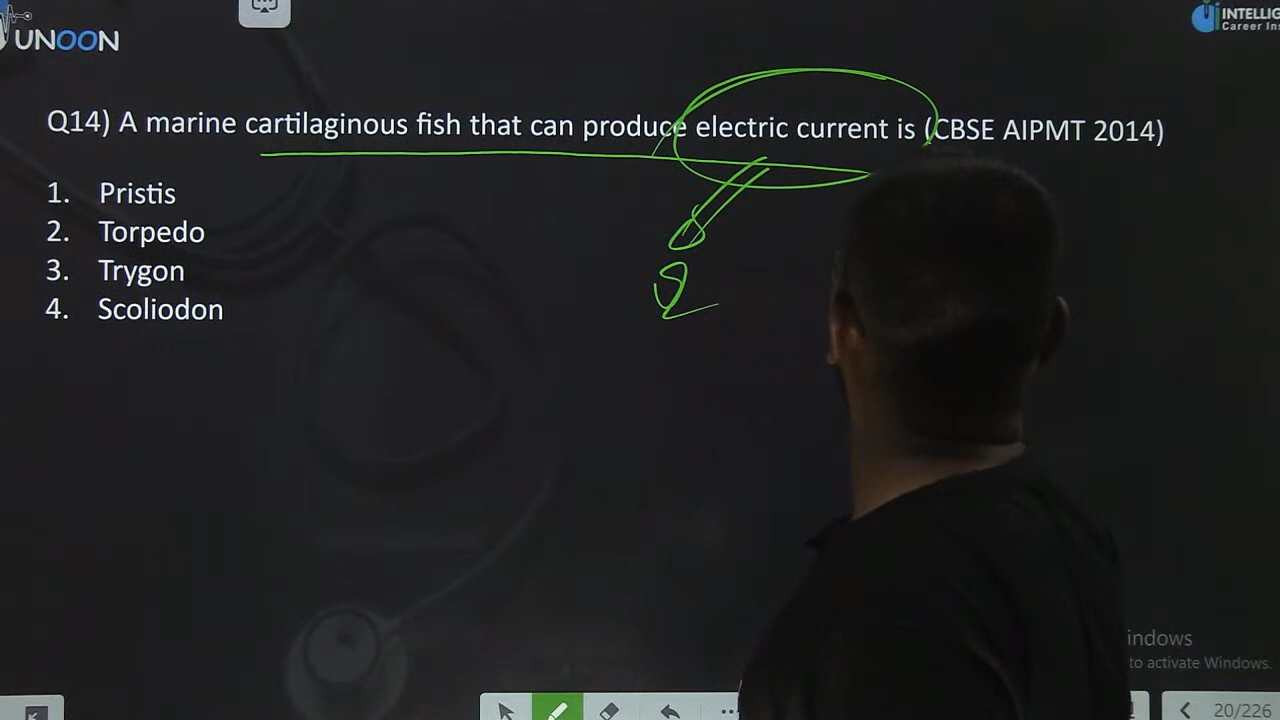 UNOON
INTELLIG
Career Ins
Q14) A marine cartilaginous fish that can produce electric current is (CBSE AIPMT 2014)
1. Pristis
2. Torpedo
3. Trygon
4. Scoliodon
indows
to activate Windows.
20/226